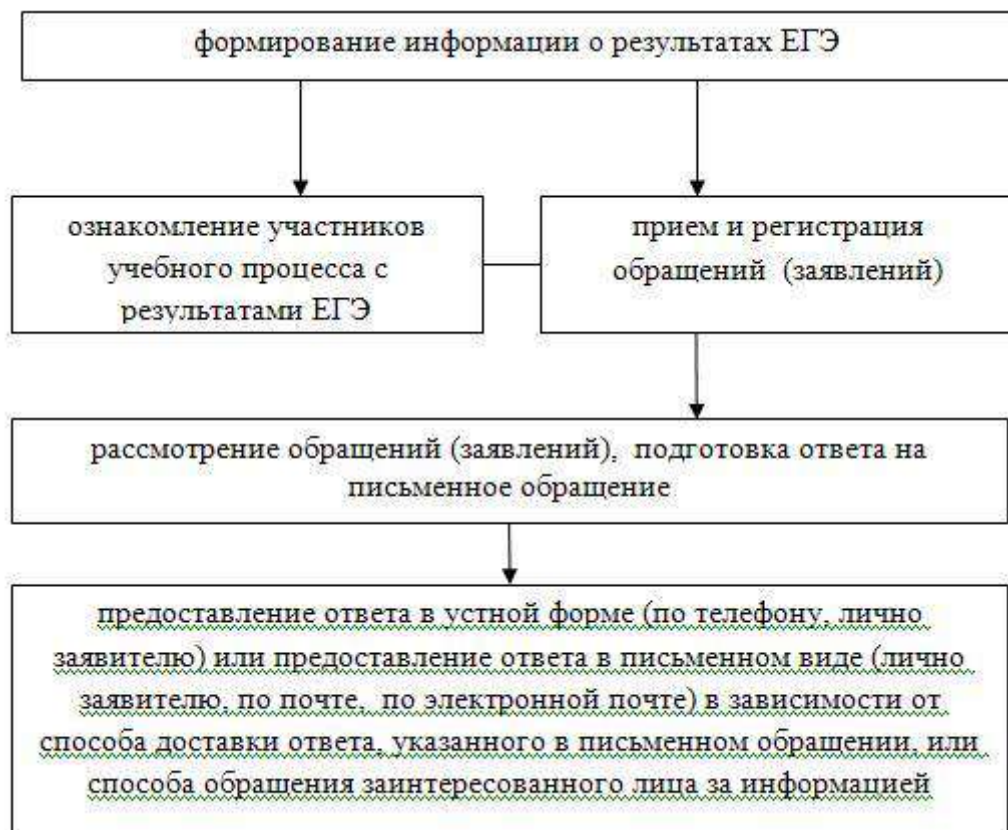 формирование информации о результатах ЕГЭ
ознакомление участников
учебного процесса с
результатами ЕГЭ
прием и регистрация
обращений (заявлений)
рассмотрение обращений (заявлений), подготовка ответа на
письменное обращение
предоставление ответа в устной форме (по телефону, лично
заявителю) или предоставление ответа в письменном виде (лично
заявителю, по почте, по электронной почте) в зависимости от
способа доставки ответа, указанного в письменном обращении, или
способа обращения заинтересованного лица за информацией